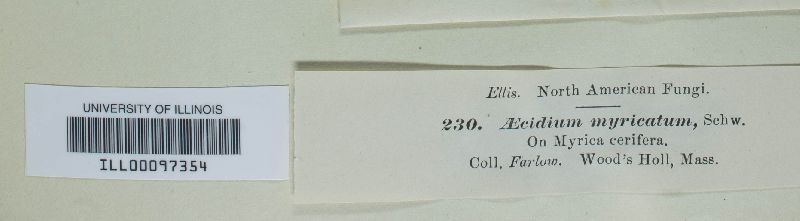 UNIVERSITY OF ILLINOIS
ILL00097354
Ellis. North American Fungi.
230. Æcidium myricatum, Schw.
On Myrica cerifera.
Coll. Farlow. Wood's Holl, Mass.